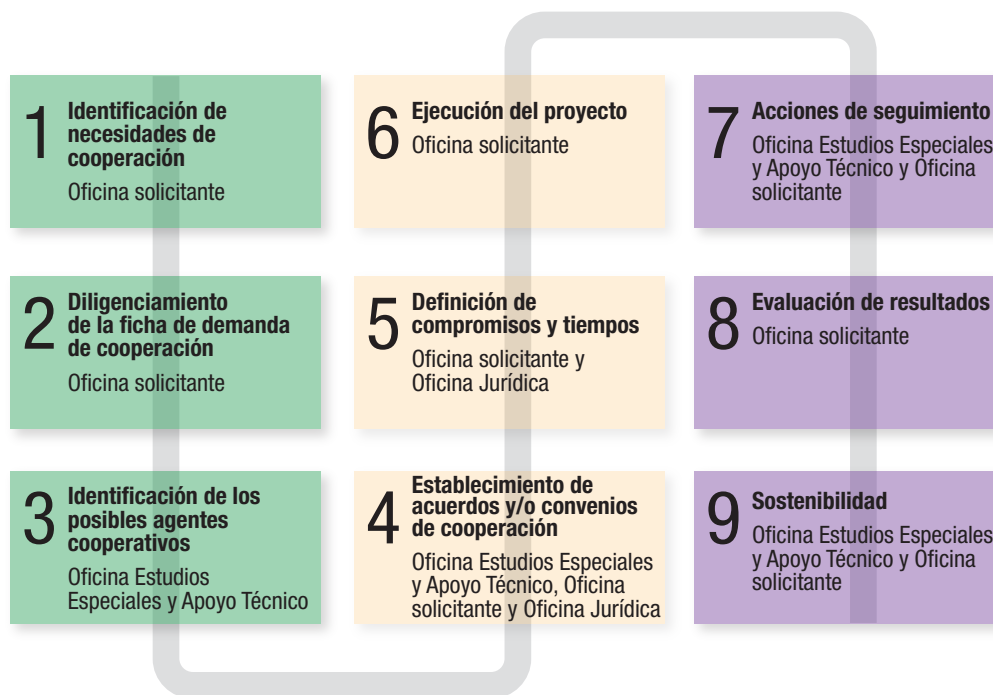 1
Identificación de
necesidades de
cooperación
Oficina solicitante
2
Diligenciamiento
de la ficha de demanda
de cooperación
Oficina solicitante
3
Identificación de los
posibles agentes
cooperativos
Oficina Estudios
Especiales y Apoyo Técnico
4
Establecimiento de
acuerdos y/o convenios
de cooperación
Oficina Estudios Especiales
y Apoyo Técnico, Oficina
solicitante y Oficina Jurídica
5
Definición de
compromisos y tiempos
Oficina solicitante y
Oficina Jurídica
6
Ejecución del proyecto
Oficina solicitante
7
Acciones de seguimiento
Oficina Estudios Especiales
y Apoyo Técnico y Oficina
solicitante
8
Evaluación de resultados
Oficina solicitante
9
Sostenibilidad
Oficina Estudios Especiales
y Apoyo Técnico y Oficina
solicitante